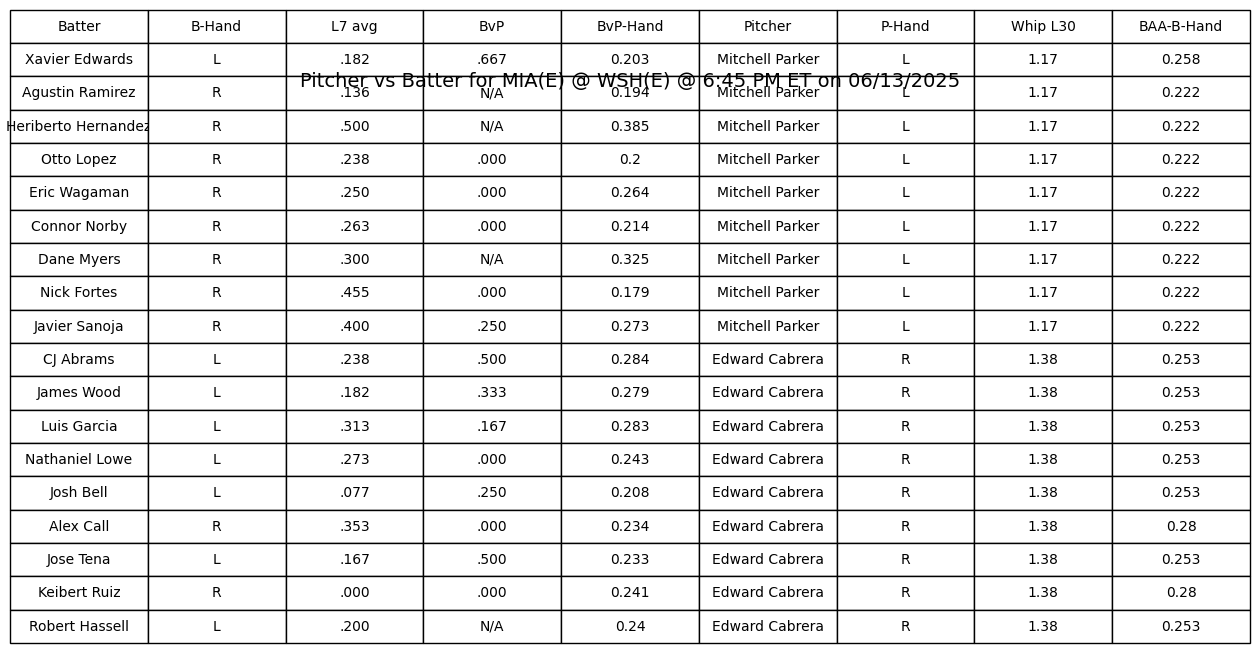 Batter B-Hand L7 avg BvP BvP-Hand Pitcher P-Hand Whip L30 BAA-B-Hand
Xavier Edwards L .182 .667 0.203 Mitchell Parker L 1.17 0.258
Pitcher vs Batter for MIA(E) @ WSH(E) @ 6:45 PM ET on 06/13/2025
Agustin Ramirez R .136 N/A 0.194 Mitchell Parker L 1.17 0.222
Heriberto Hernandez R .500 N/A 0.385 Mitchell Parker L 1.17 0.222
Otto Lopez R .238 .000 0.2 Mitchell Parker L 1.17 0.222
Eric Wagaman R .250 .000 0.264 Mitchell Parker L 1.17 0.222
Connor Norby R .263 .000 0.214 Mitchell Parker L 1.17 0.222
Dane Myers R .300 N/A 0.325 Mitchell Parker L 1.17 0.222
Nick Fortes R .455 .000 0.179 Mitchell Parker L 1.17 0.222
Javier Sanoja R .400 .250 0.273 Mitchell Parker L 1.17 0.222
CJ Abrams L .238 .500 0.284 Edward Cabrera R 1.38 0.253
James Wood L .182 .333 0.279 Edward Cabrera R 1.38 0.253
Luis Garcia L .313 .167 0.283 Edward Cabrera R 1.38 0.253
Nathaniel Lowe L .273 .000 0.243 Edward Cabrera R 1.38 0.253
Josh Bell L .077 .250 0.208 Edward Cabrera R 1.38 0.253
Alex Call R .353 .000 0.234 Edward Cabrera R 1.38 0.28
Jose Tena L .167 .500 0.233 Edward Cabrera R 1.38 0.253
Keibert Ruiz R .000 .000 0.241 Edward Cabrera R 1.38 0.28
Robert Hassell L .200 N/A 0.24 Edward Cabrera R 1.38 0.253